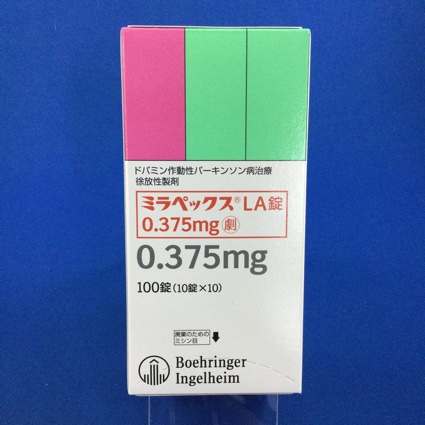 ドパミン作動性パーキンソン病治療
徐放性製剤
ミラペックス®LA錠
0.375mg 劇
0.375mg
100錠(10錠×10)
廃棄のための
ミシン目
Boehringer
Ingelheim